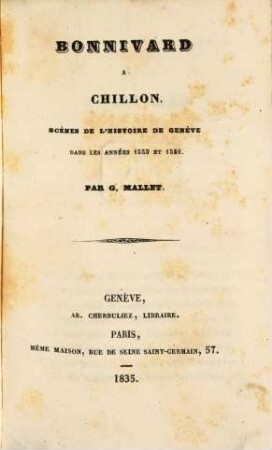 BONNIVARD
A
CHILLON.
SCÈNES DE L'HISTOIRE DE GENÈVE
DANS LES ANNÉES 1535 ET 1536.
PAR G. MALLET.
GENÈVE,
AB. CHERBULIEZ, LIBRAIRE.
PARIS,
MÊME MAISON, RUE DE SEINE SAINT-GERMAIN, 57.
1835.